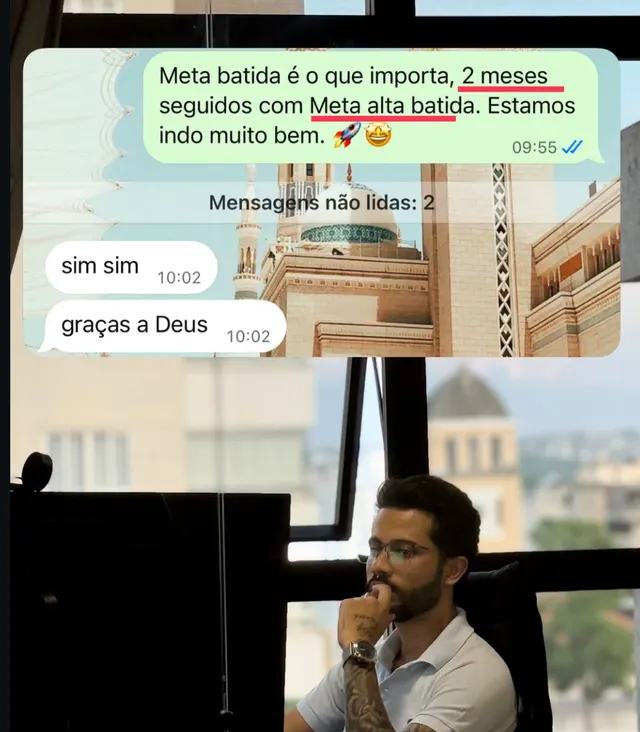 Meta batida é o que importa, 2 meses
seguidos com Meta alta batida. Estamos
indo muito bem. 🚀🤩
09:55
Mensagens não lidas: 2
sim sim 10:02
graças a Deus 10:02